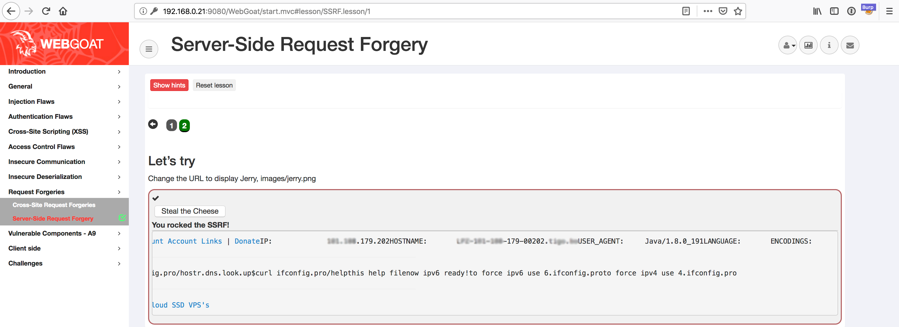 192.168.0.21:9080/WebGoat/start.mvc#lesson/SSRF.lesson/1
Burp
WEBGOAT
Server-Side Request Forgery
Introduction
General
Injection Flaws
Authentication Flaws
Cross-Site Scripting (XSS)
Access Control Flaws
Insecure Communication
Insecure Deserialization
Request Forgeries
Cross-Site Request Forgeries
Server-Side Request Forgery
Vulnerable Components - A9
Client side
Challenges
Show hints Reset lesson
1 2
Let's try
Change the URL to display Jerry, images/jerry.png
Steal the Cheese
You rocked the SSRF!
unt Account Links | DonateIP: .179.202HOSTNAME: -179-00202. USER_AGENT: Java/1.8.0_191LANGUAGE: ENCODINGS:
ig.pro/hostr.dns.look.up$curl ifconfig.pro/helpthis help filenow ipv6 ready!to force ipv6 use 6.ifconfig.proto force ipv4 use 4.ifconfig.pro
loud SSD VPS's